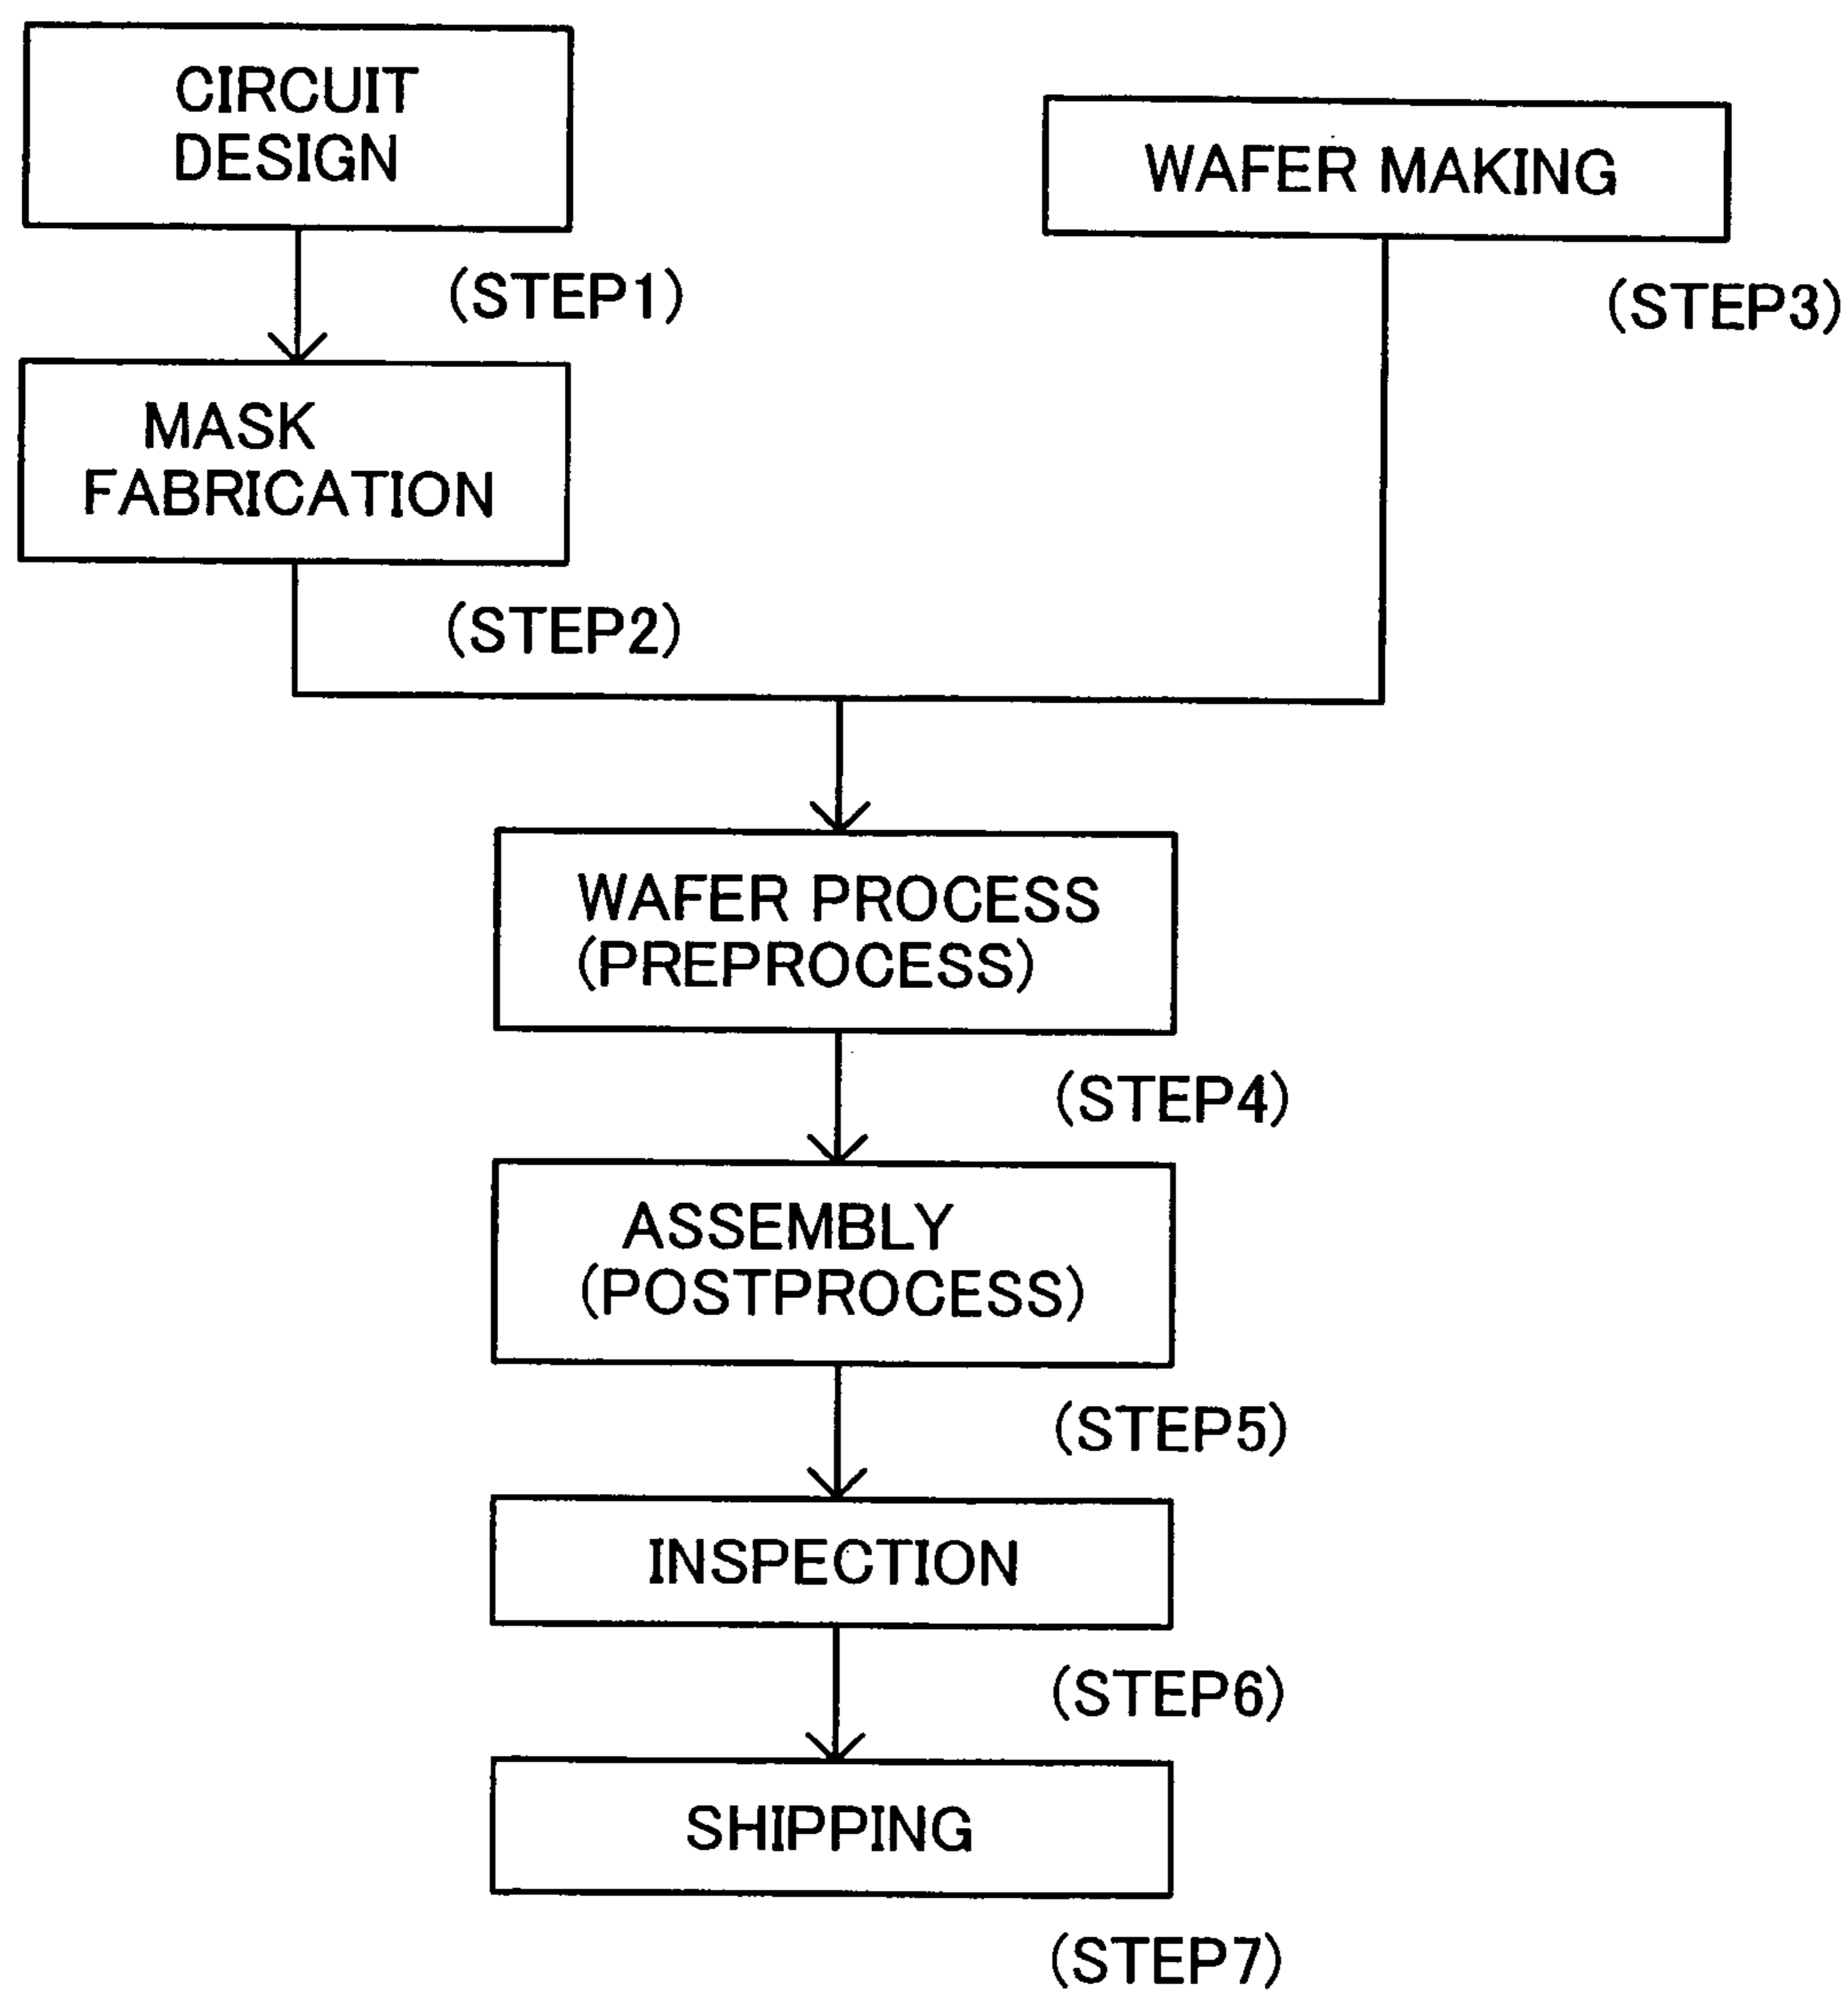 CIRCUIT
DESIGN
(STEP1)
MASK
FABRICATION
(STEP2)
WAFER MAKING
(STEP3)
WAFER PROCESS
(PREPROCESS)
(STEP4)
ASSEMBLY
(POSTPROCESS)
(STEP5)
INSPECTION
(STEP6)
SHIPPING
(STEP7)